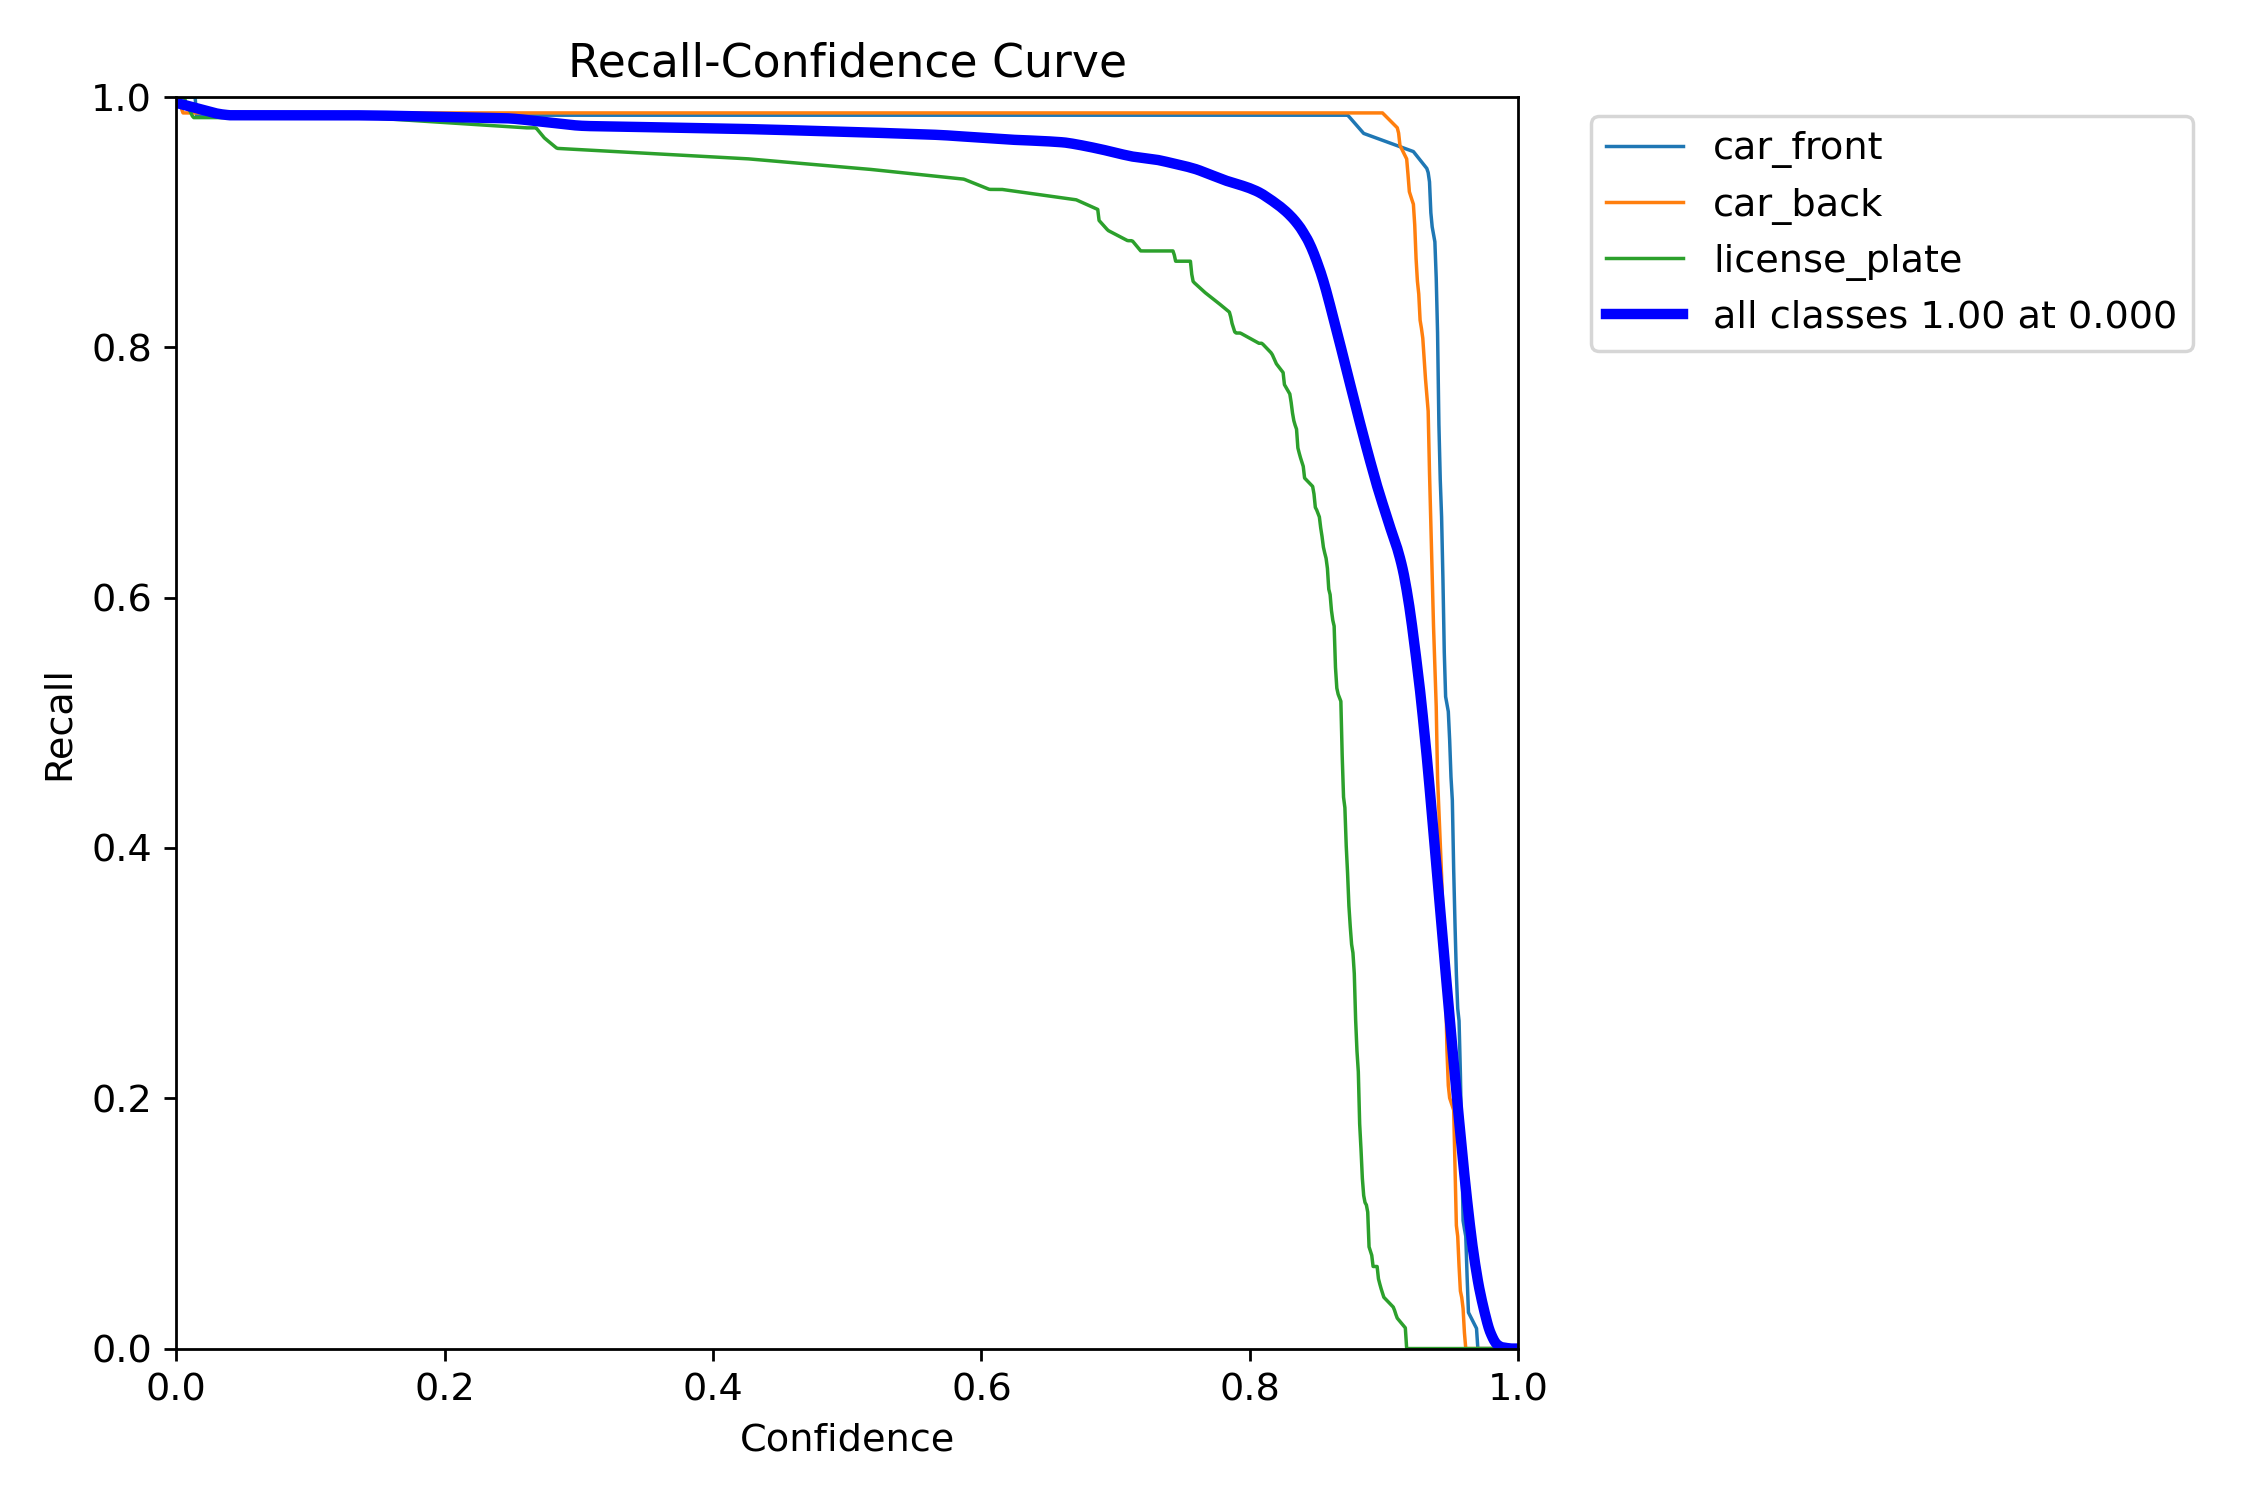 Recall-Confidence Curve
1.0
0.8
0.6
0.4
0.2
0.0
Recall
0.0 0.2 0.4 0.6 0.8 1.0
Confidence
car_front
car_back
license_plate
all classes 1.00 at 0.000